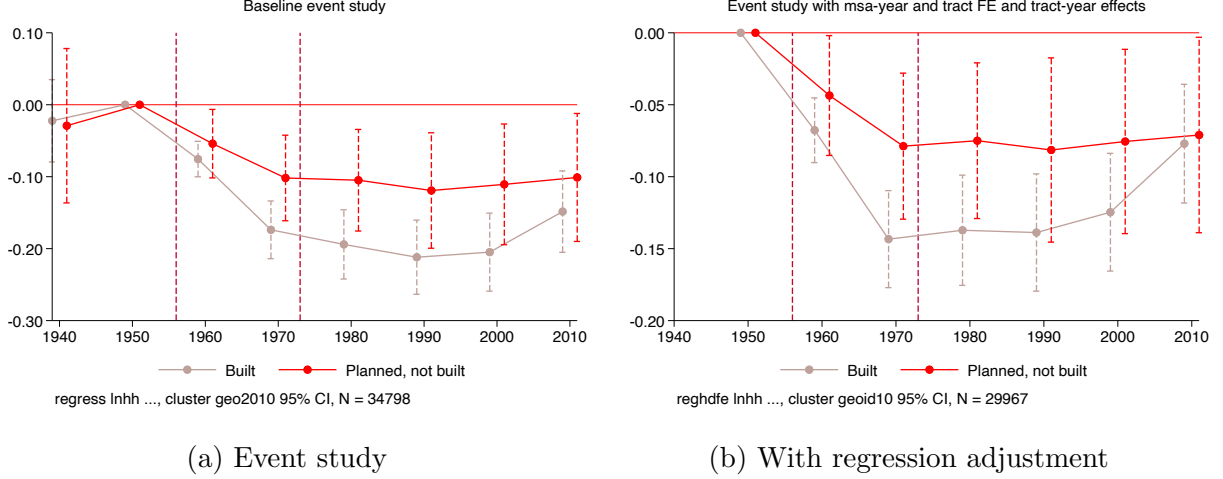 Baseline event study
0.10
0.00
-0.10
-0.20
-0.30
1940 1950 1960 1970 1980 1990 2000 2010
Built Planned, not built
regress lnhh ..., cluster geo2010 95% CI, N = 34798
(a) Event study
Event study with msa-year and tract FE and tract-year effects
0.00
-0.05
-0.10
-0.15
-0.20
1940 1950 1960 1970 1980 1990 2000 2010
Built Planned, not built
reghdfe lnhh ..., cluster geoid10 95% CI, N = 29967
(b) With regression adjustment